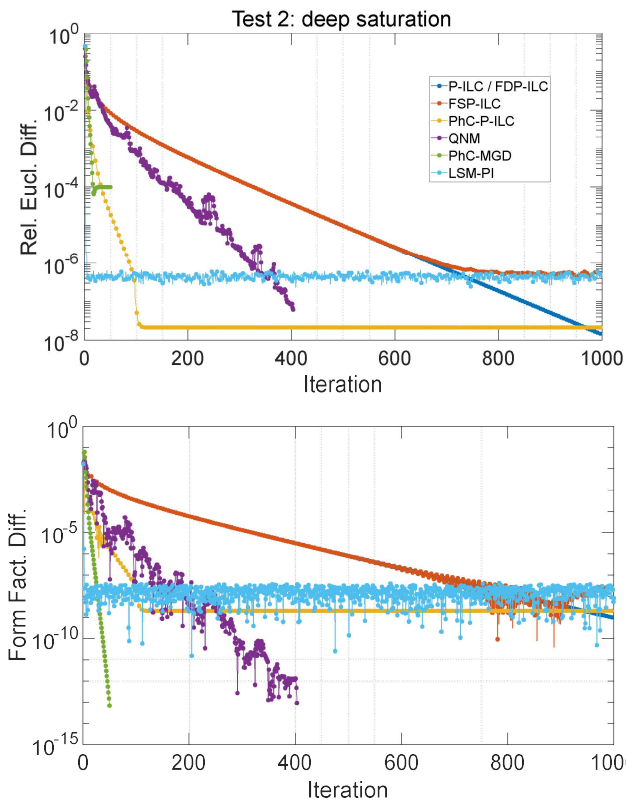 Test 2: deep saturation
10^0
10^-2
10^-4
10^-6
10^-8
Rel. Eucl. Diff.
P-ILC / FDP-ILC
FSP-ILC
PhC-P-ILC
QNM
PhC-MGD
LSM-PI
0 200 400 600 800 1000
Iteration
10^0
10^-5
10^-10
10^-15
Form Fact. Diff.
0 200 400 600 800 100
Iteration